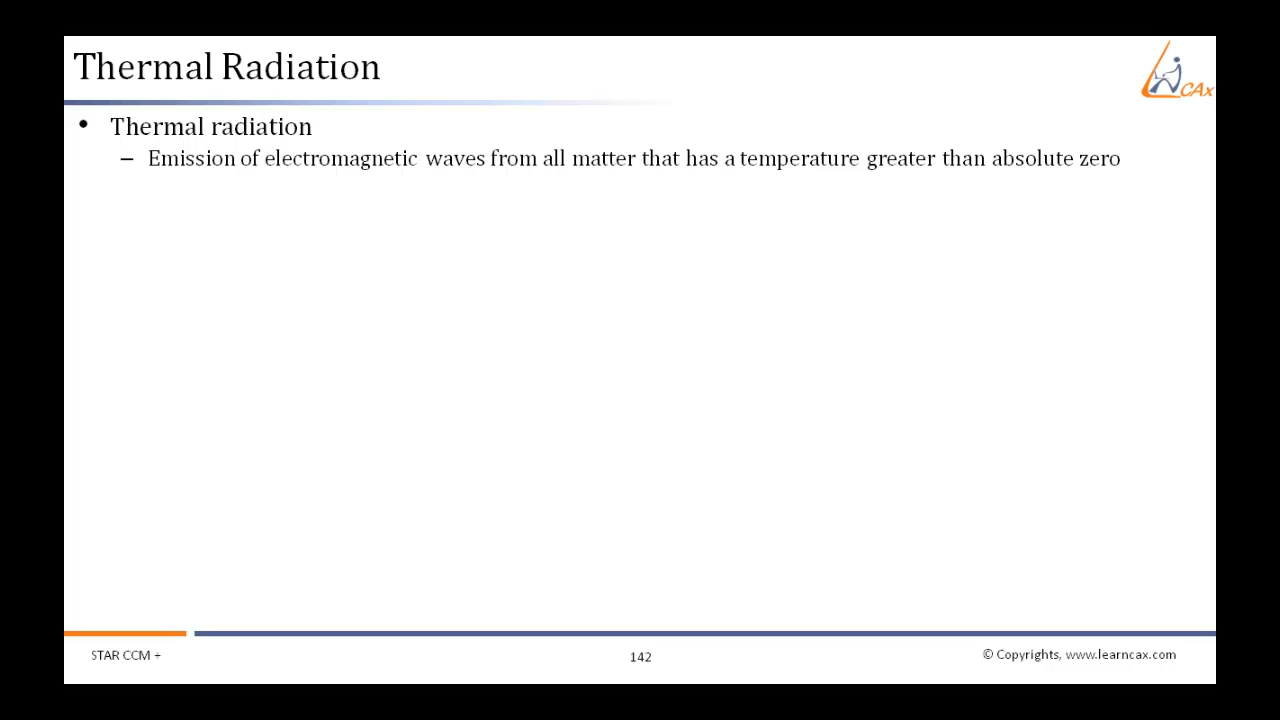 Thermal Radiation
CAx
• Thermal radiation
– Emission of electromagnetic waves from all matter that has a temperature greater than absolute zero
STAR CCM +
142
© Copyrights, www.learncax.com